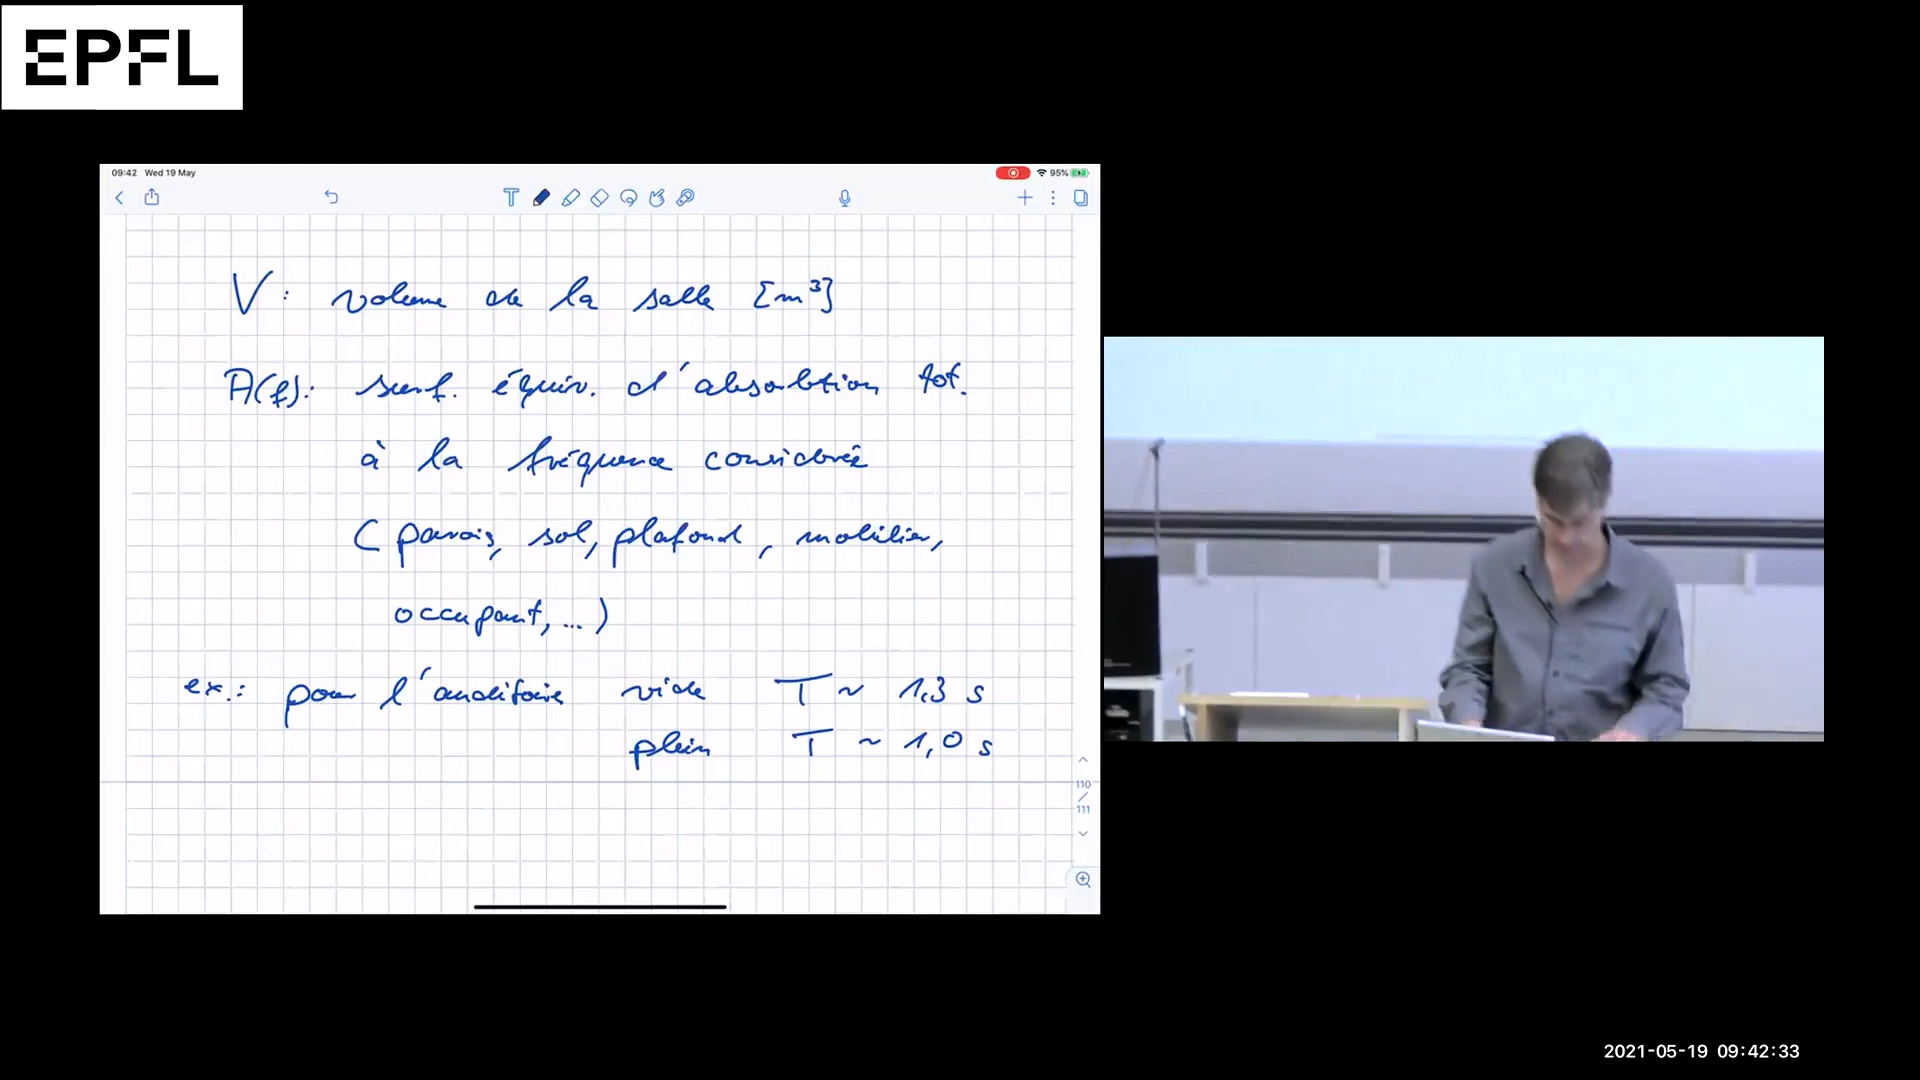 EPFL
09:42 Wed 19 May
95%
V: volume de la salle [m³]
A(f): surf. équiv. d'absorbtion tot.
à la fréquence considérée
(parois, sol, plafond, mobilier,
occupant, ...)
ex.: pour l'auditoire vide T ~ 1,3 s
plein T ~ 1,0 s
110
/
111
2021-05-19 09:42:33